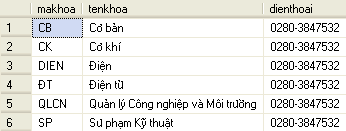 makhoa tenkhoa dienthoai
1 CB Cơ bản 0280-3847532
2 CK Cơ khí 0280-3847532
3 DIEN Điện 0280-3847532
4 ĐT Điện tử 0280-3847532
5 QLCN Quản lý Công nghiệp và Môi trường 0280-3847532
6 SP Sư phạm Kỹ thuật 0280-3847532